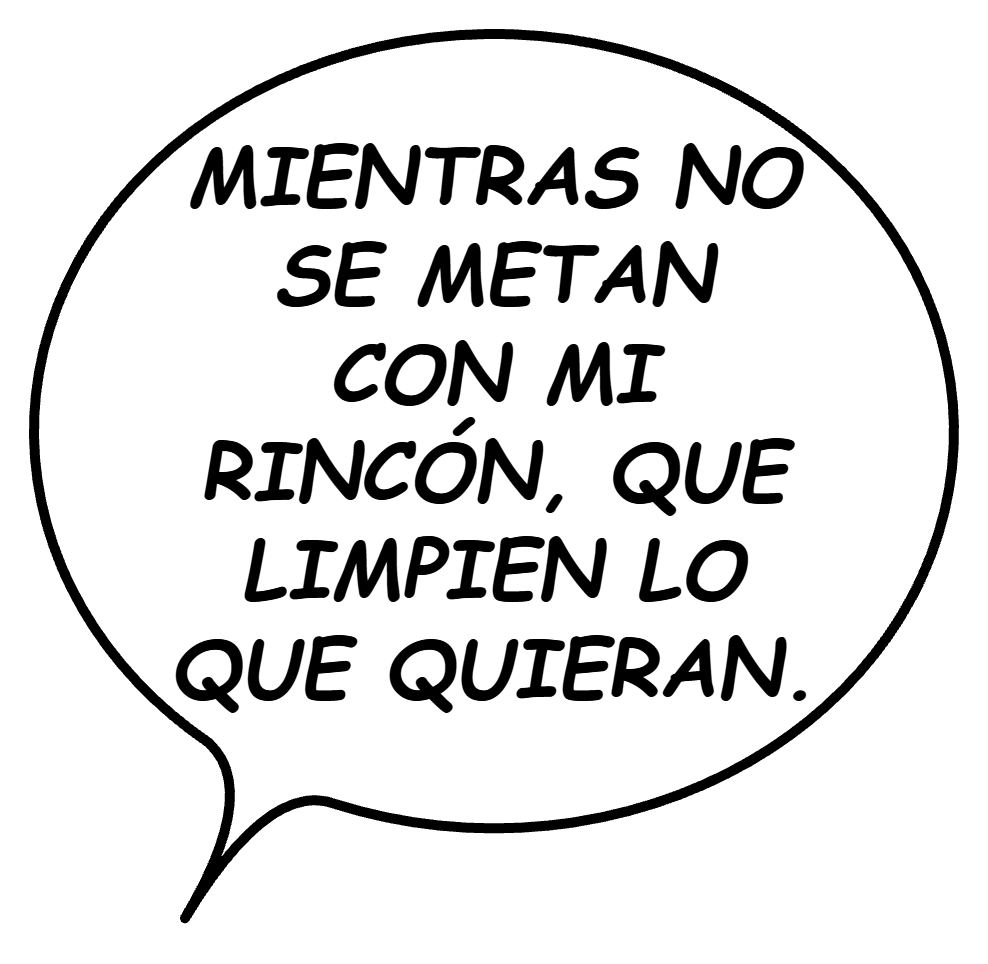 MIENTRAS NO
SE METAN
CON MI
RINCÓN, QUE
LIMPIEN LO
QUE QUIERAN.